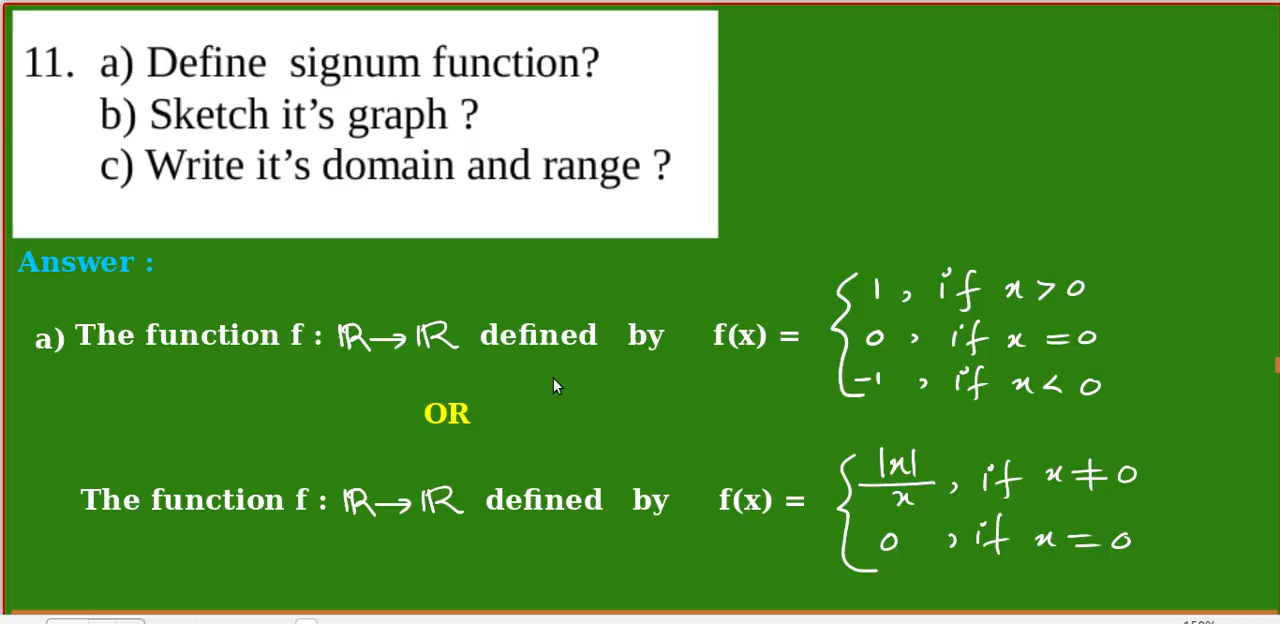 11. a) Define signum function?
b) Sketch it's graph ?
c) Write it's domain and range ?
Answer :
a) The function f : ℝ→ℝ defined by f(x) = { 1 , if x > 0
0 , if x = 0
-1 , if x < 0
OR
The function f : ℝ→ℝ defined by f(x) = { |x|/x , if x ≠ 0
0 , if x = 0
150%